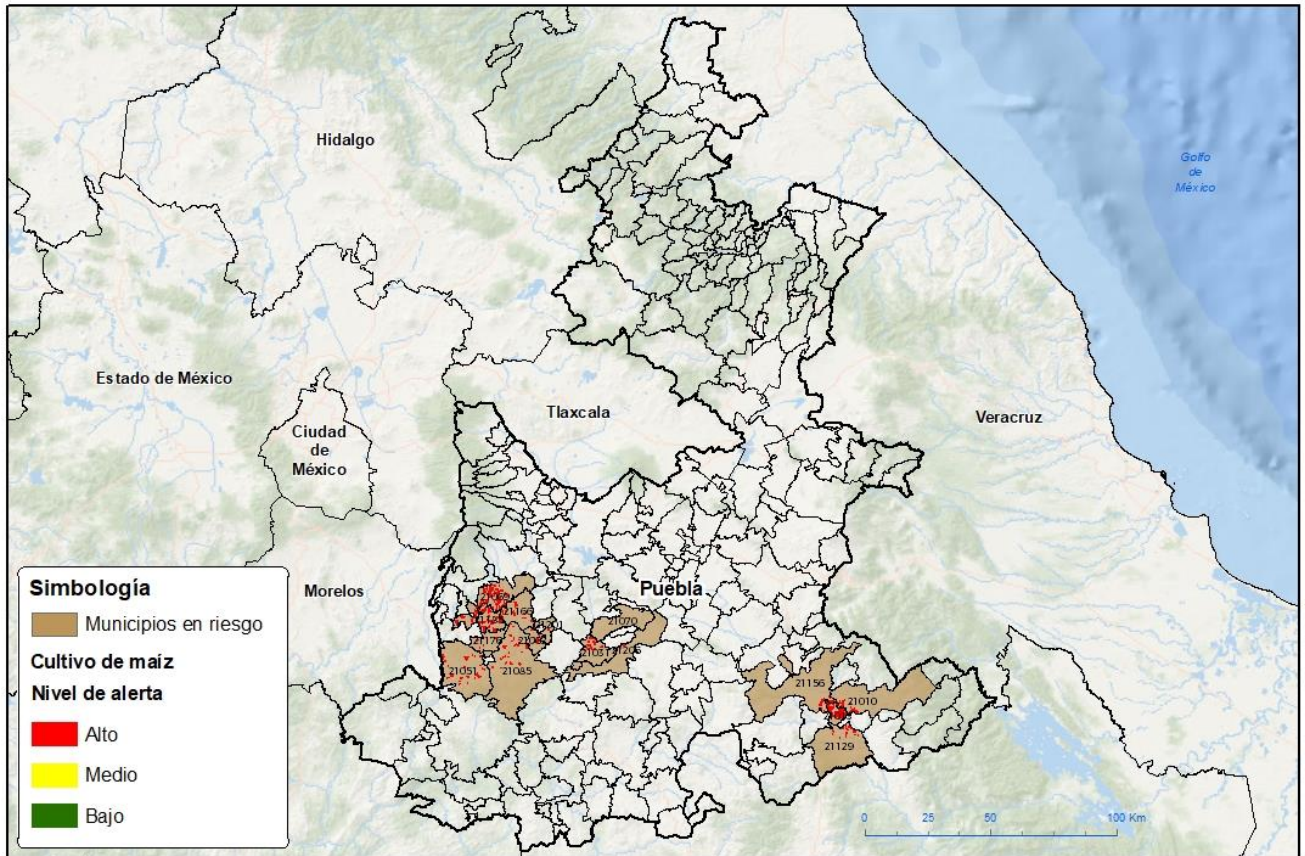 Hidalgo
Golfo
de
México
Estado de México
Tlaxcala
Veracruz
Ciudad
de
México
Morelos
Puebla
21070
21051
21085
21156
21010
21129
Simbología
Municipios en riesgo
Cultivo de maíz
Nivel de alerta
Alto
Medio
Bajo
0 25 50 100 Km